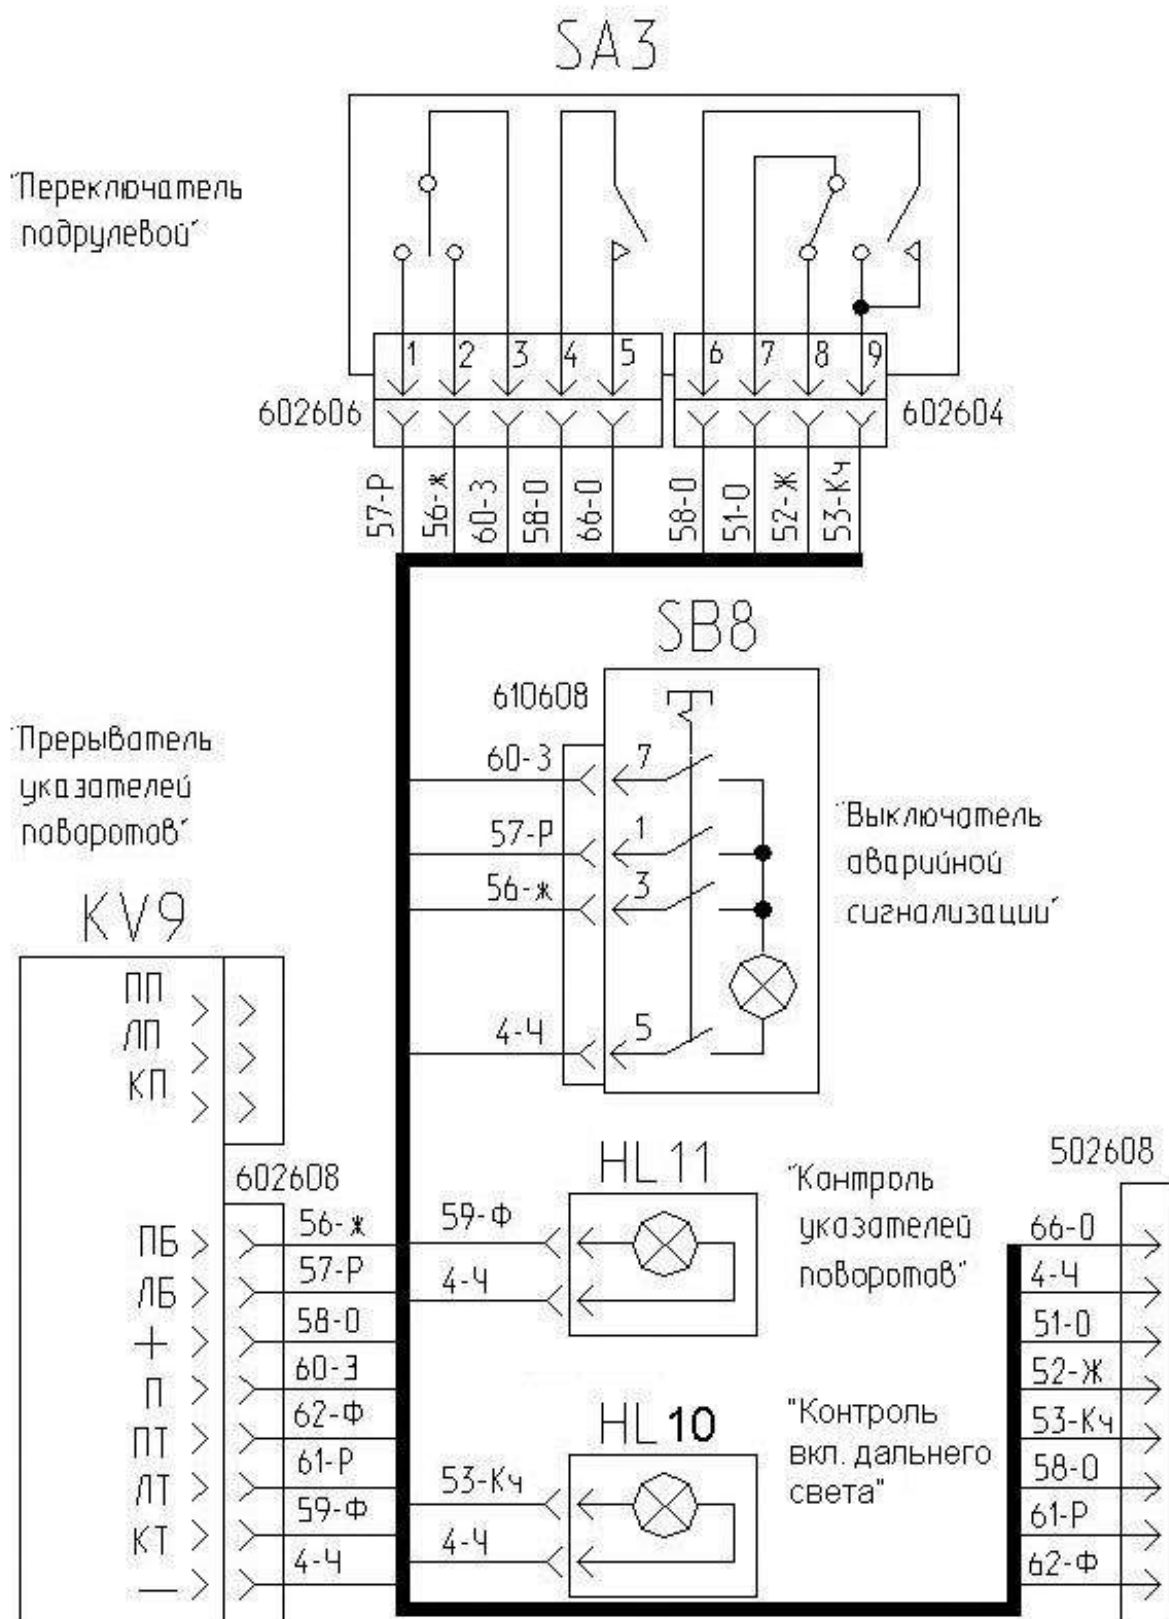 SA3
"Переключатель
подрулевой"
1 2 3 4 5 6 7 8 9
602606
602604
57-Р
56-ж
60-З
58-О
66-О
58-О
51-О
52-Ж
53-Кч
SB8
610608
60-З
7
57-Р
1
56-ж
3
4-Ч
5
"Выключатель
аварийной
сигнализации"
"Прерыватель
указателей
поваротав"
KV9
ПП
ЛП
КП
602608
ПБ
56-ж
ЛБ
57-Р
+
58-О
П
60-З
ПТ
62-Ф
ЛТ
61-Р
КТ
59-Ф
—
4-Ч
HL11
59-Ф
4-Ч
"Кантроль
указателей
поворотав"
HL10
53-Кч
4-Ч
"Контроль
вкл. дальнего
света"
502608
66-О
4-Ч
51-О
52-Ж
53-Кч
58-О
61-Р
62-Ф